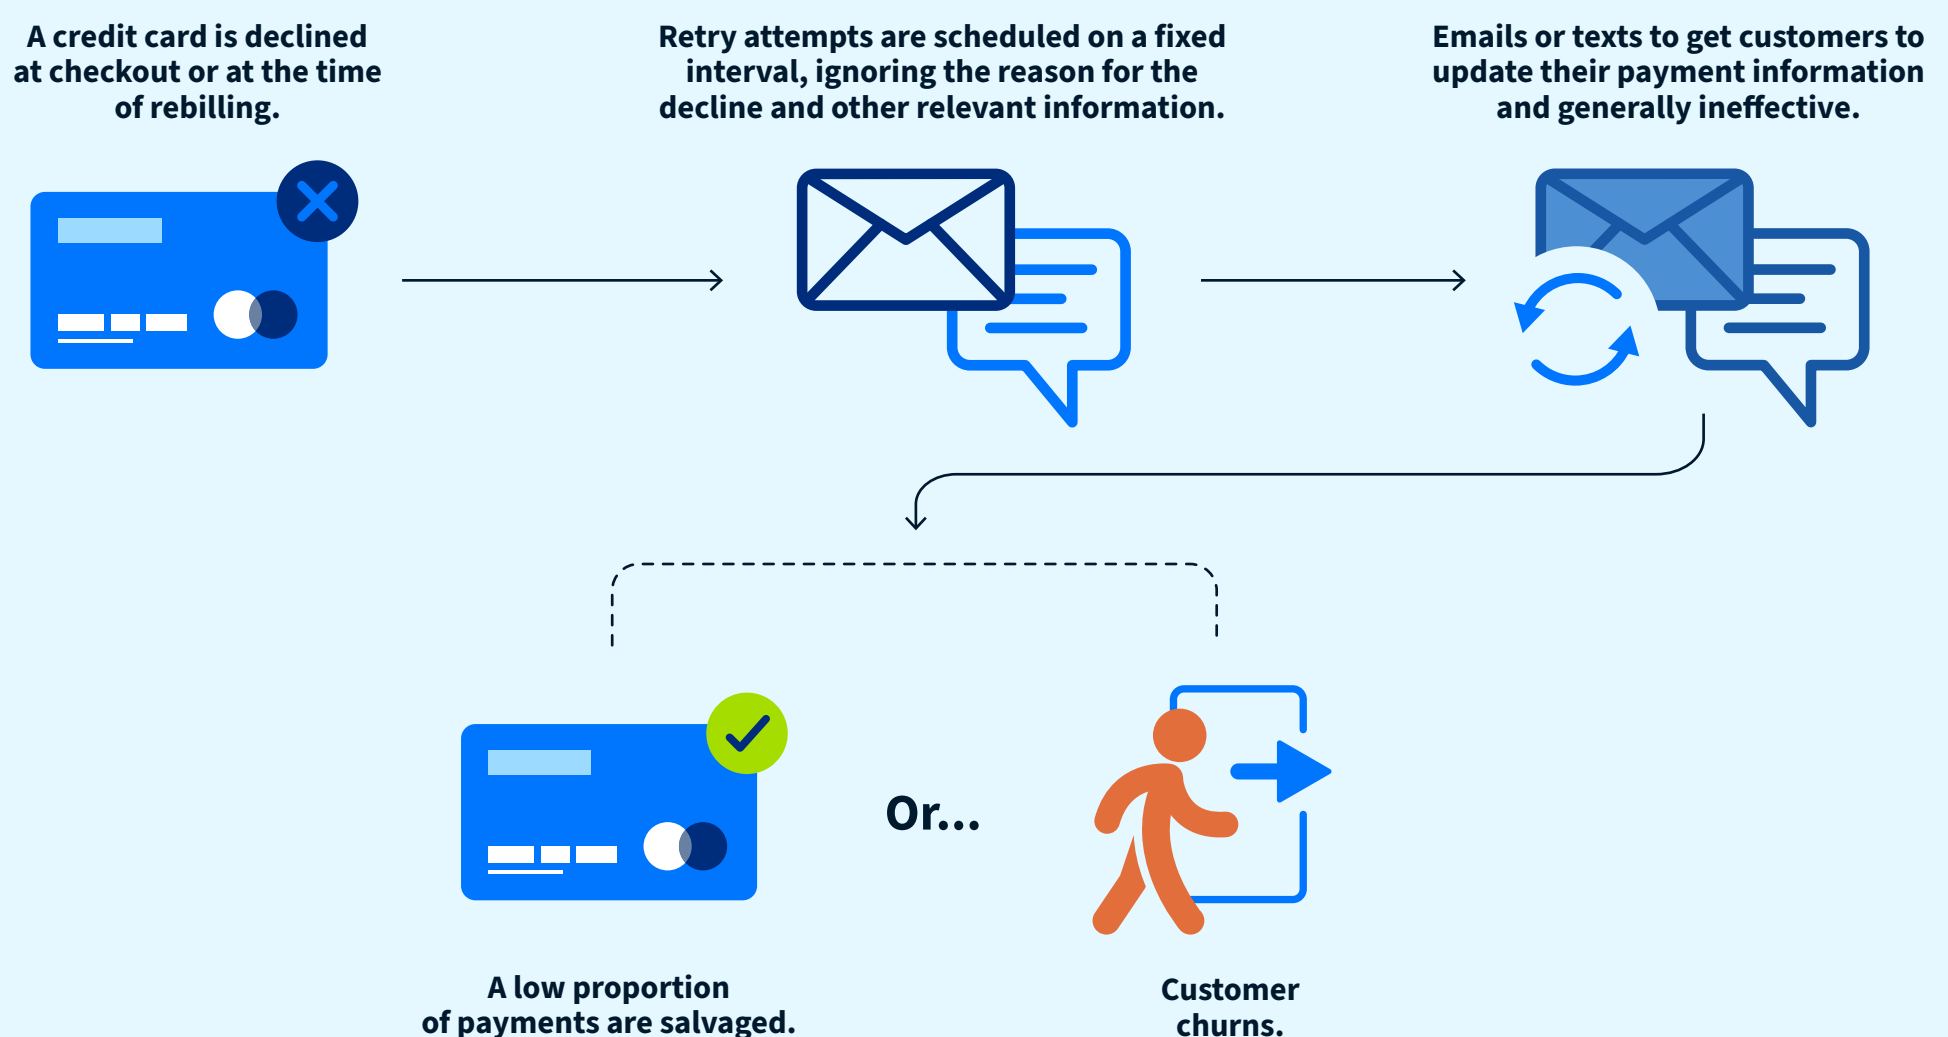 A credit card is declined
at checkout or at the time
of rebilling.
Retry attempts are scheduled on a fixed
interval, ignoring the reason for the
decline and other relevant information.
Emails or texts to get customers to
update their payment information
and generally ineffective.
Or...
A low proportion
of payments are salvaged.
Customer
churns.